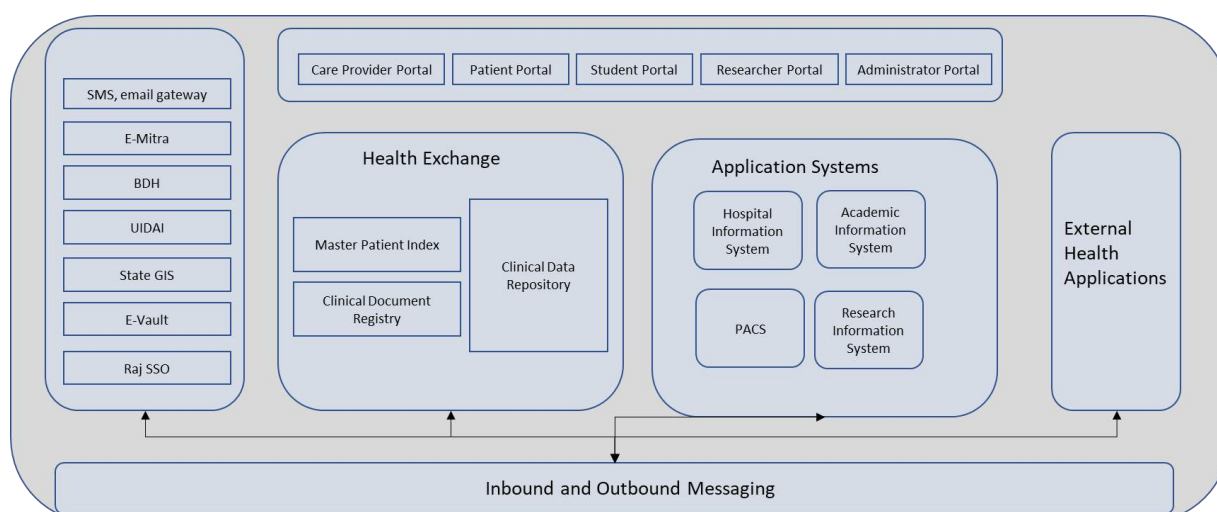 Care Provider Portal
Patient Portal
Student Portal
Researcher Portal
Administrator Portal
SMS, email gateway
E-Mitra
BDH
UIDAI
State GIS
E-Vault
Raj SSO
Health Exchange
Master Patient Index
Clinical Document
Registry
Clinical Data
Repository
Application Systems
Hospital
Information
System
Academic
Information
System
PACS
Research
Information
System
External
Health
Applications
Inbound and Outbound Messaging